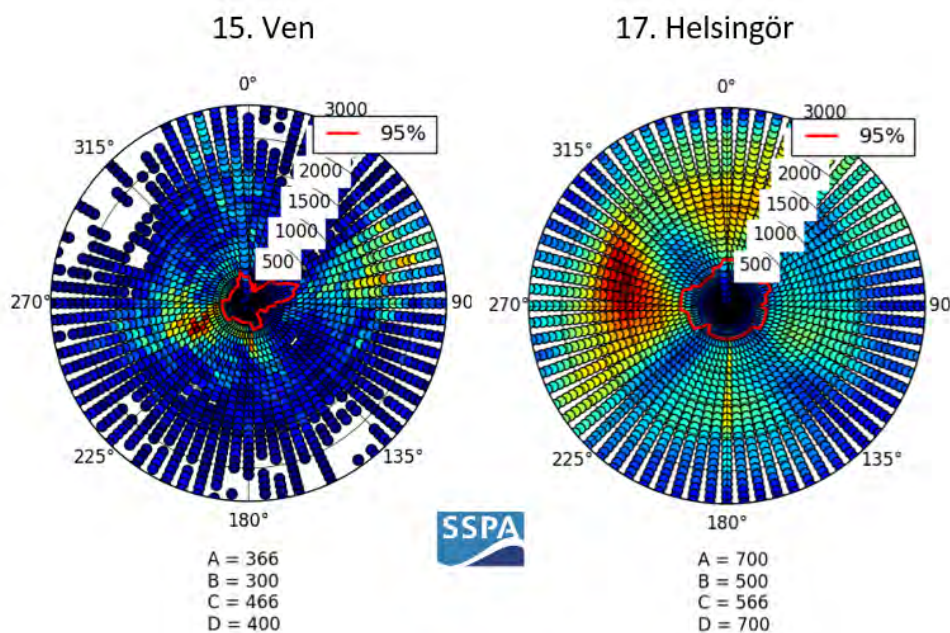 15. Ven
17. Helsingör
0°
3000
95%
315°
2000
1500
1000
500
270°
90
225°
135°
180°
A = 366
B = 300
C = 466
D = 400
0°
3000
95%
315°
2000
1500
1000
500
270°
90
225°
135°
180°
SSPA
A = 700
B = 500
C = 566
D = 700